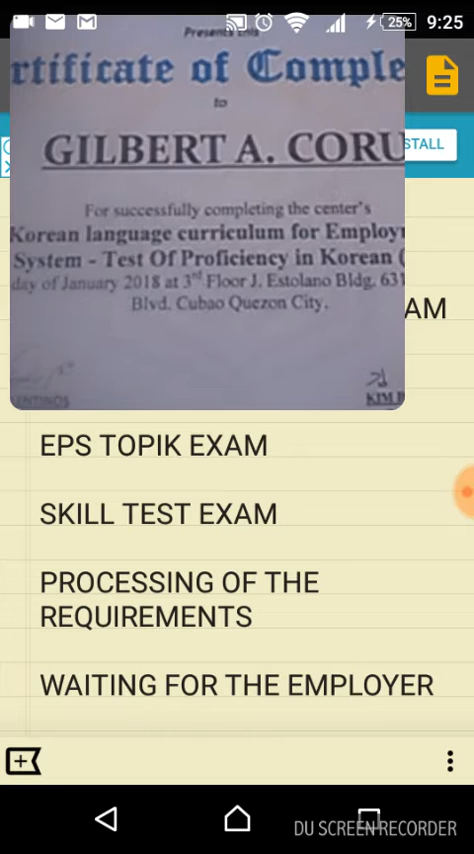 25% 9:25
Presents this
rtificate of Comple
to
STALL
GILBERT A. CORU
For successfully completing the center's
Korean language curriculum for Employ
System - Test Of Proficiency in Korean (
day of January 2018 at 3rd Floor J. Estolano Bldg. 631
Blvd. Cubao Quezon City.
AM
KIM
EPS TOPIK EXAM
SKILL TEST EXAM
PROCESSING OF THE
REQUIREMENTS
WAITING FOR THE EMPLOYER
DU SCREEN RECORDER